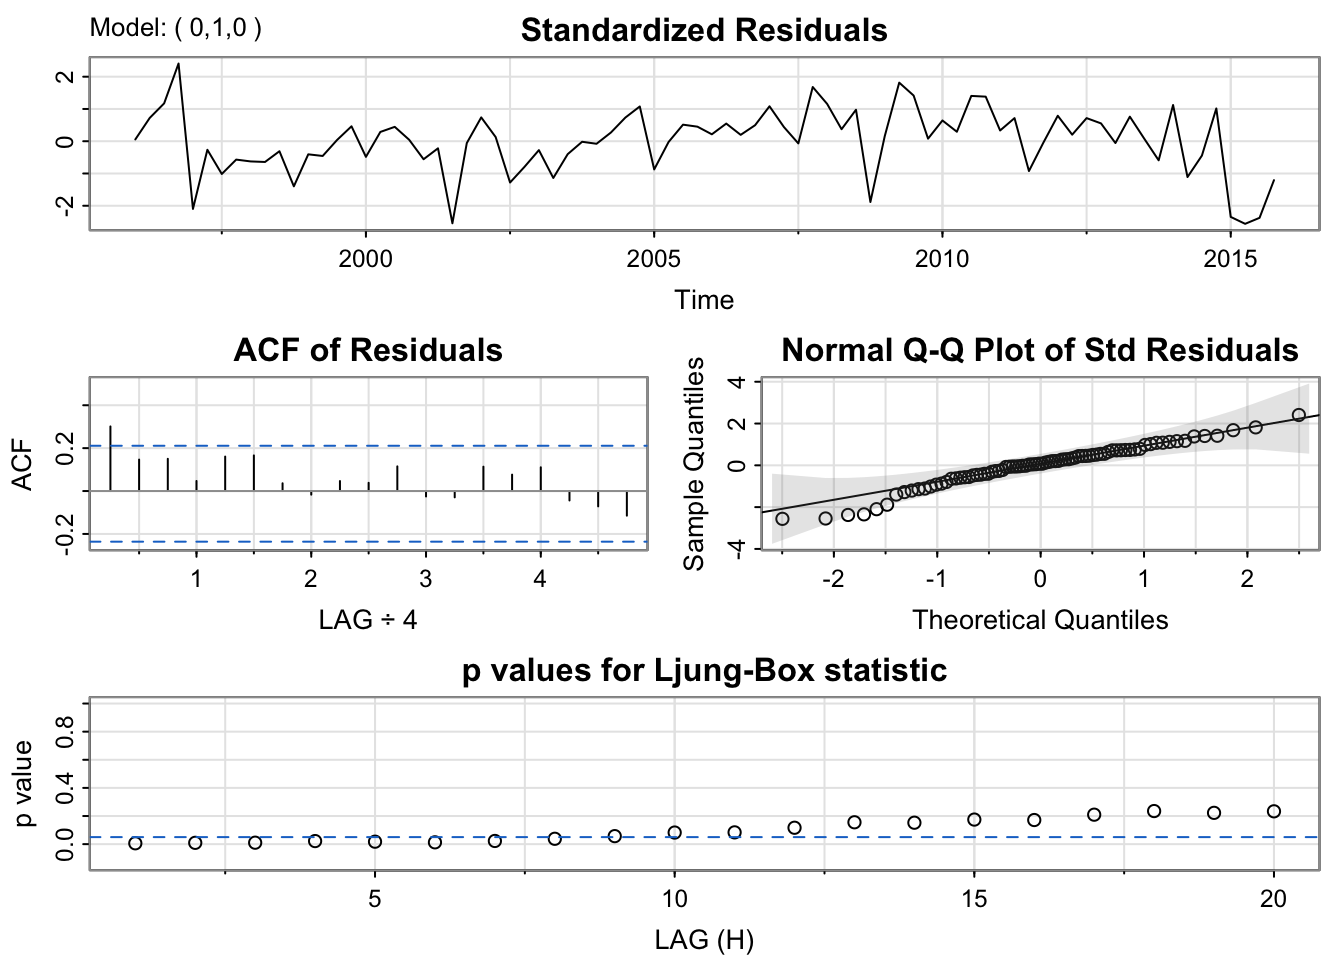 Model: ( 0,1,0 )
Standardized Residuals
2
0
-2
2000 2005 2010 2015
Time
ACF of Residuals
ACF
0.2
-0.2
1 2 3 4
LAG ÷ 4
Normal Q-Q Plot of Std Residuals
Sample Quantiles
4
2
0
-4
-2 -1 0 1 2
Theoretical Quantiles
p values for Ljung-Box statistic
p value
0.8
0.4
0.0
5 10 15 20
LAG (H)